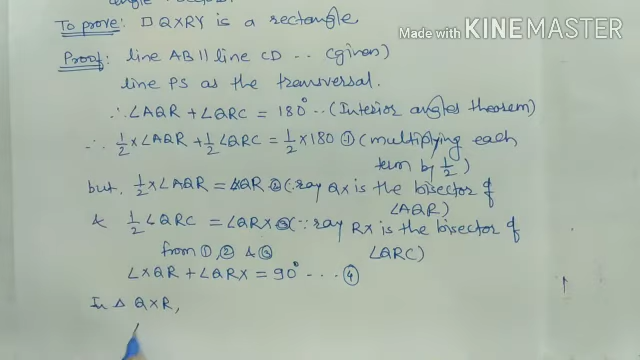 Made with KINEMASTER
To prove: □ QXRY is a rectangle
Proof: line AB || line CD .. (given)
line PS as the transversal.
∴ ∠AQR + ∠QRC = 180° .. (Interior angles theorem)
∴ 1/2 × ∠AQR + 1/2 ∠QRC = 1/2 × 180 ① (multiplying each
term by 1/2)
but, 1/2 × ∠AQR = ∠XQR ② (∵ ray QX is the bisector of
∠AQR)
& 1/2 ∠QRC = ∠QRX ③ (∵ ray RX is the bisector of
∠QRC)
from ①, ② & ③
∠XQR + ∠QRX = 90° ... ④
In △ QXR,